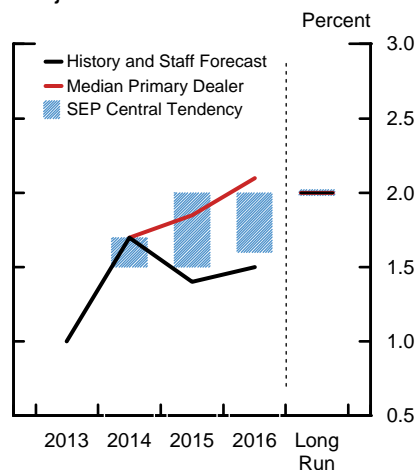 Percent
History and Staff Forecast
Median Primary Dealer
SEP Central Tendency
3.0
2.5
2.0
1.5
1.0
0.5
2013 2014 2015 2016 Long
Run